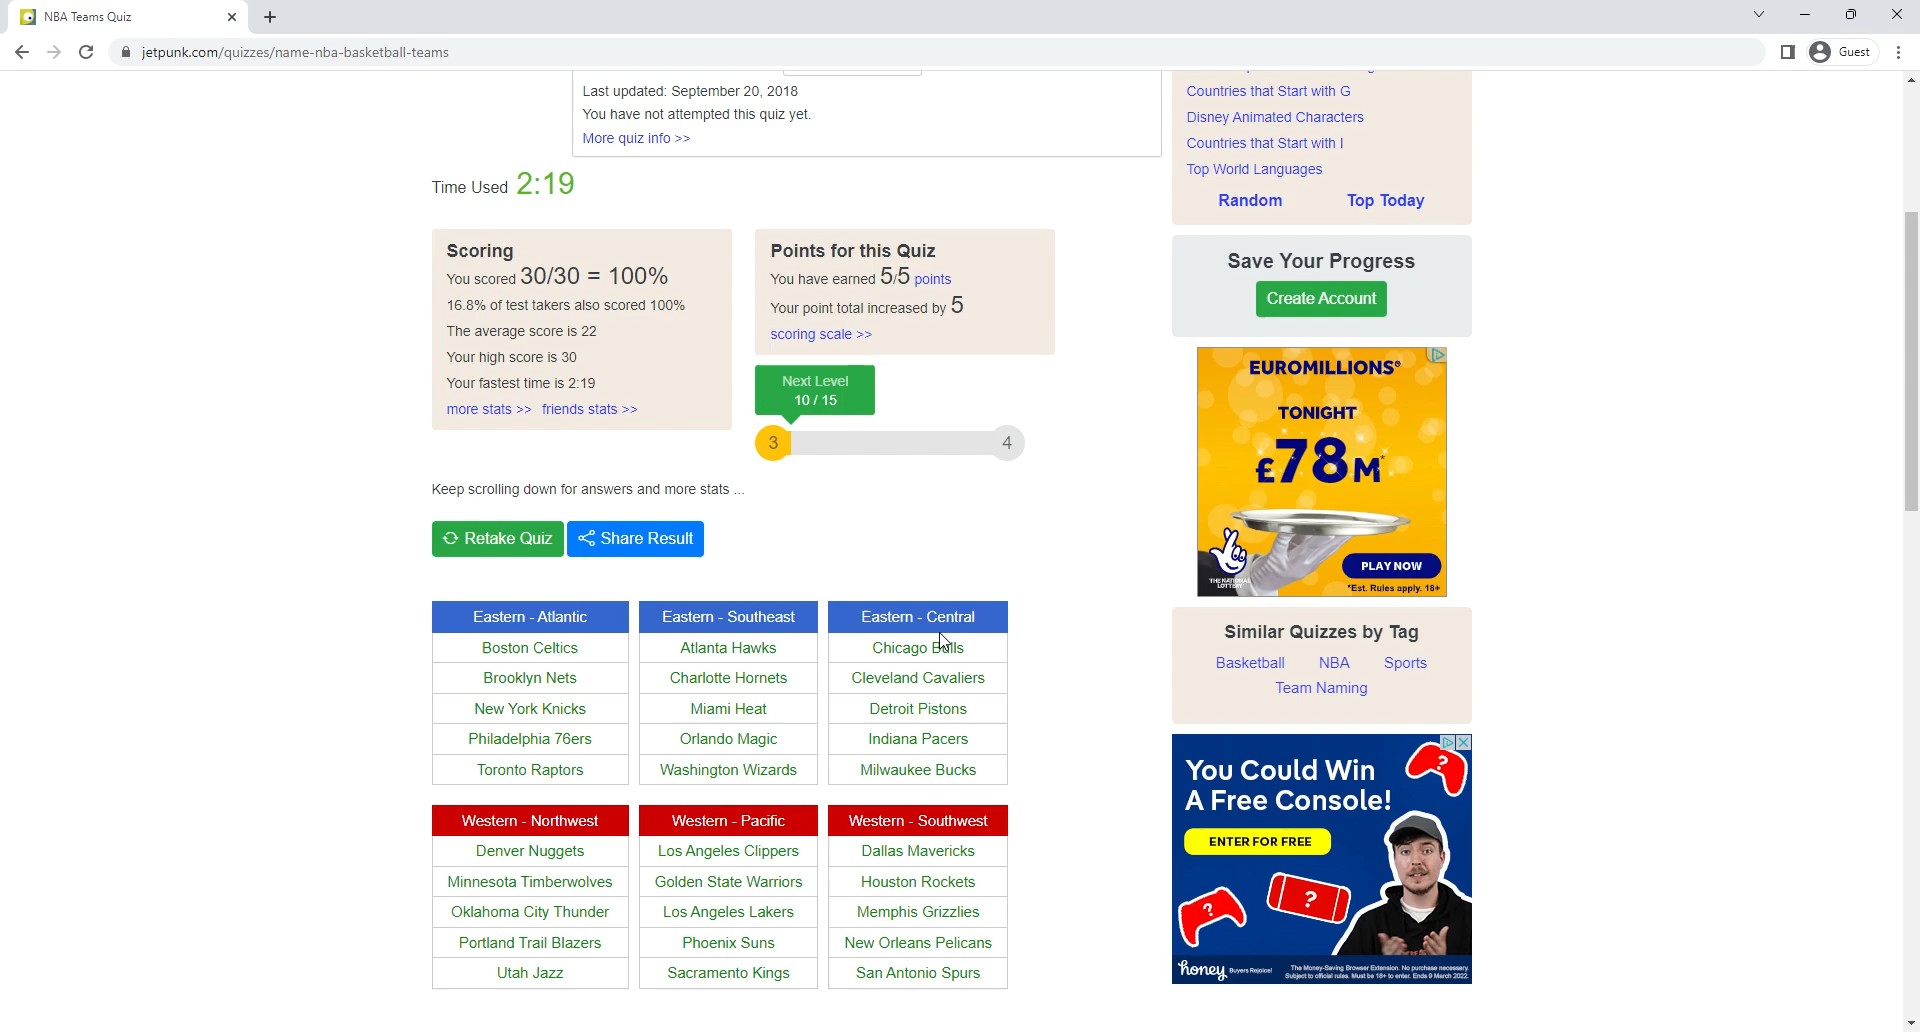 NBA Teams Quiz
jetpunk.com/quizzes/name-nba-basketball-teams
Guest
Last updated: September 20, 2018
You have not attempted this quiz yet.
More quiz info >>
Time Used 2:19
Scoring
You scored 30/30 = 100%
16.8% of test takers also scored 100%
The average score is 22
Your high score is 30
Your fastest time is 2:19
more stats >> friends stats >>
Points for this Quiz
You have earned 5/5 points
Your point total increased by 5
scoring scale >>
Next Level
10 / 15
3
4
Keep scrolling down for answers and more stats ...
Retake Quiz
Share Result
Eastern - Atlantic
Boston Celtics
Brooklyn Nets
New York Knicks
Philadelphia 76ers
Toronto Raptors
Eastern - Southeast
Atlanta Hawks
Charlotte Hornets
Miami Heat
Orlando Magic
Washington Wizards
Eastern - Central
Chicago Bulls
Cleveland Cavaliers
Detroit Pistons
Indiana Pacers
Milwaukee Bucks
Western - Northwest
Denver Nuggets
Minnesota Timberwolves
Oklahoma City Thunder
Portland Trail Blazers
Utah Jazz
Western - Pacific
Los Angeles Clippers
Golden State Warriors
Los Angeles Lakers
Phoenix Suns
Sacramento Kings
Western - Southwest
Dallas Mavericks
Houston Rockets
Memphis Grizzlies
New Orleans Pelicans
San Antonio Spurs
Countries that Start with G
Disney Animated Characters
Countries that Start with I
Top World Languages
Random
Top Today
Save Your Progress
Create Account
EUROMILLIONS®
TONIGHT
£78M*
THE NATIONAL
LOTTERY®
PLAY NOW
*Est. Rules apply. 18+
Similar Quizzes by Tag
Basketball NBA Sports
Team Naming
You Could Win
A Free Console!
ENTER FOR FREE
?
?
?
honey Buyers Rejoice!
The Money-Saving Browser Extension. No purchase necessary.
Subject to official rules. Must be 18+ to enter. Ends 9 March 2022.